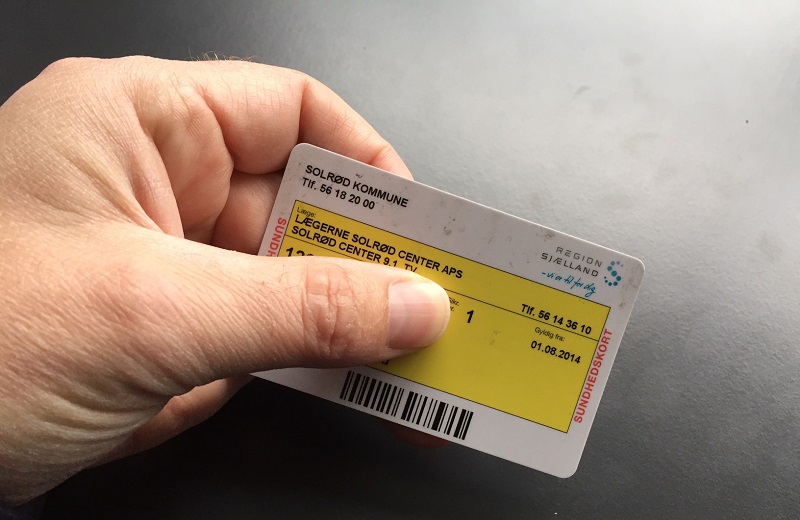 SOLRØD KOMMUNE
Tlf. 56 18 20 00
REGION
SJÆLLAND
- vi er til for dig
Læge:
LÆGERNE SOLRØD CENTER APS
SOLRØD CENTER 9 1. TV
Tlf. 56 14 36 10
1
Gyldig fra:
01.08.2014
SUNDHEDSKORT
SUNDH